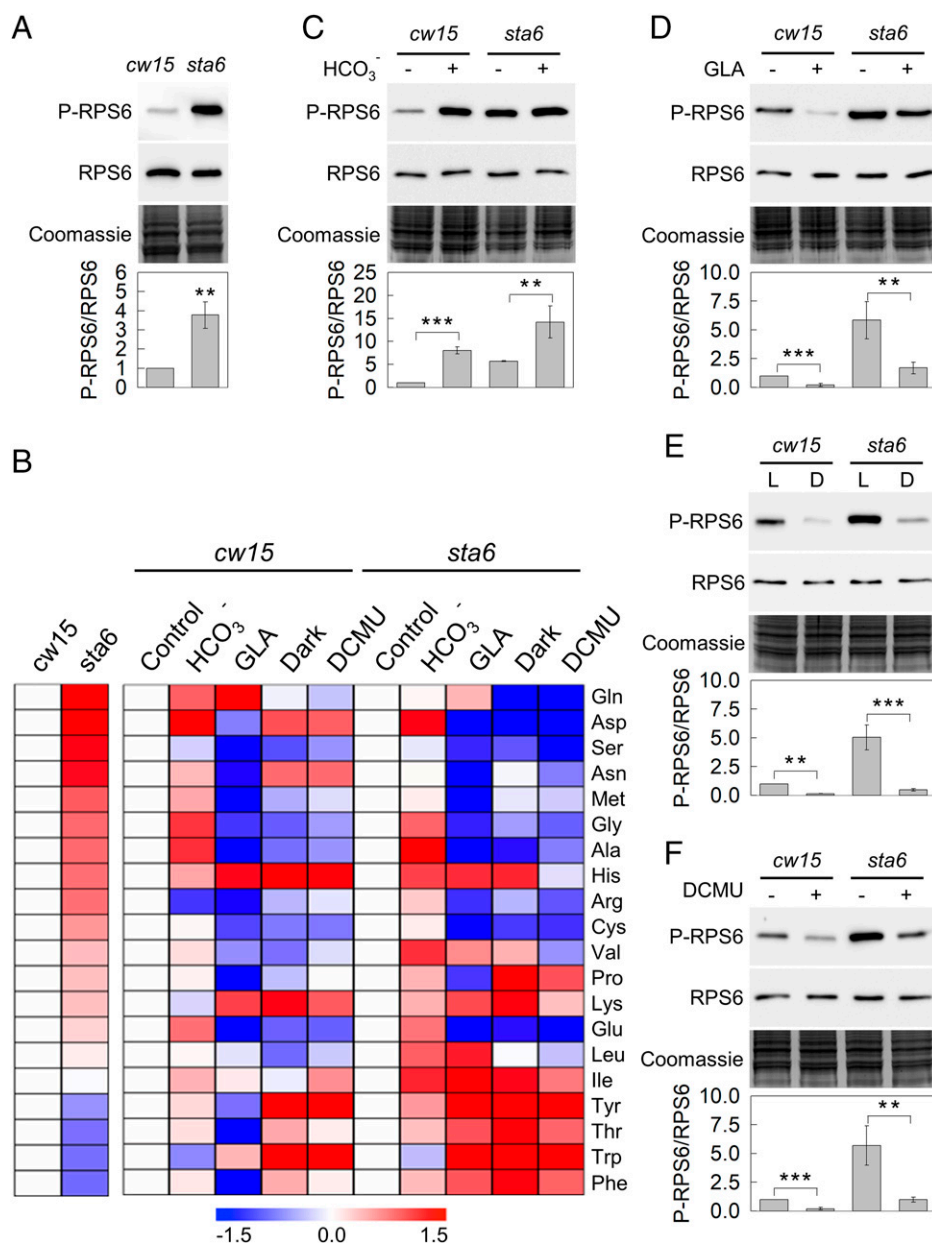 A
cw15 sta6
P-RPS6
RPS6
Coomassie
P-RPS6/RPS6
6
5
4
3
2
1
0
**
C
cw15 sta6
HCO3- - + - +
P-RPS6
RPS6
Coomassie
P-RPS6/RPS6
25
20
15
10
5
0
*** **
D
cw15 sta6
GLA - + - +
P-RPS6
RPS6
Coomassie
P-RPS6/RPS6
10.0
7.5
5.0
2.5
0.0
*** **
B
cw15 sta6
cw15 sta6 Control HCO3- GLA Dark DCMU Control HCO3- GLA Dark DCMU
Gln
Asp
Ser
Asn
Met
Gly
Ala
His
Arg
Cys
Val
Pro
Lys
Glu
Leu
Ile
Tyr
Thr
Trp
Phe
-1.5 0.0 1.5
E
cw15 sta6
L D L D
P-RPS6
RPS6
Coomassie
P-RPS6/RPS6
10.0
7.5
5.0
2.5
0.0
** ***
F
cw15 sta6
DCMU - + - +
P-RPS6
RPS6
Coomassie
P-RPS6/RPS6
10.0
7.5
5.0
2.5
0.0
*** **